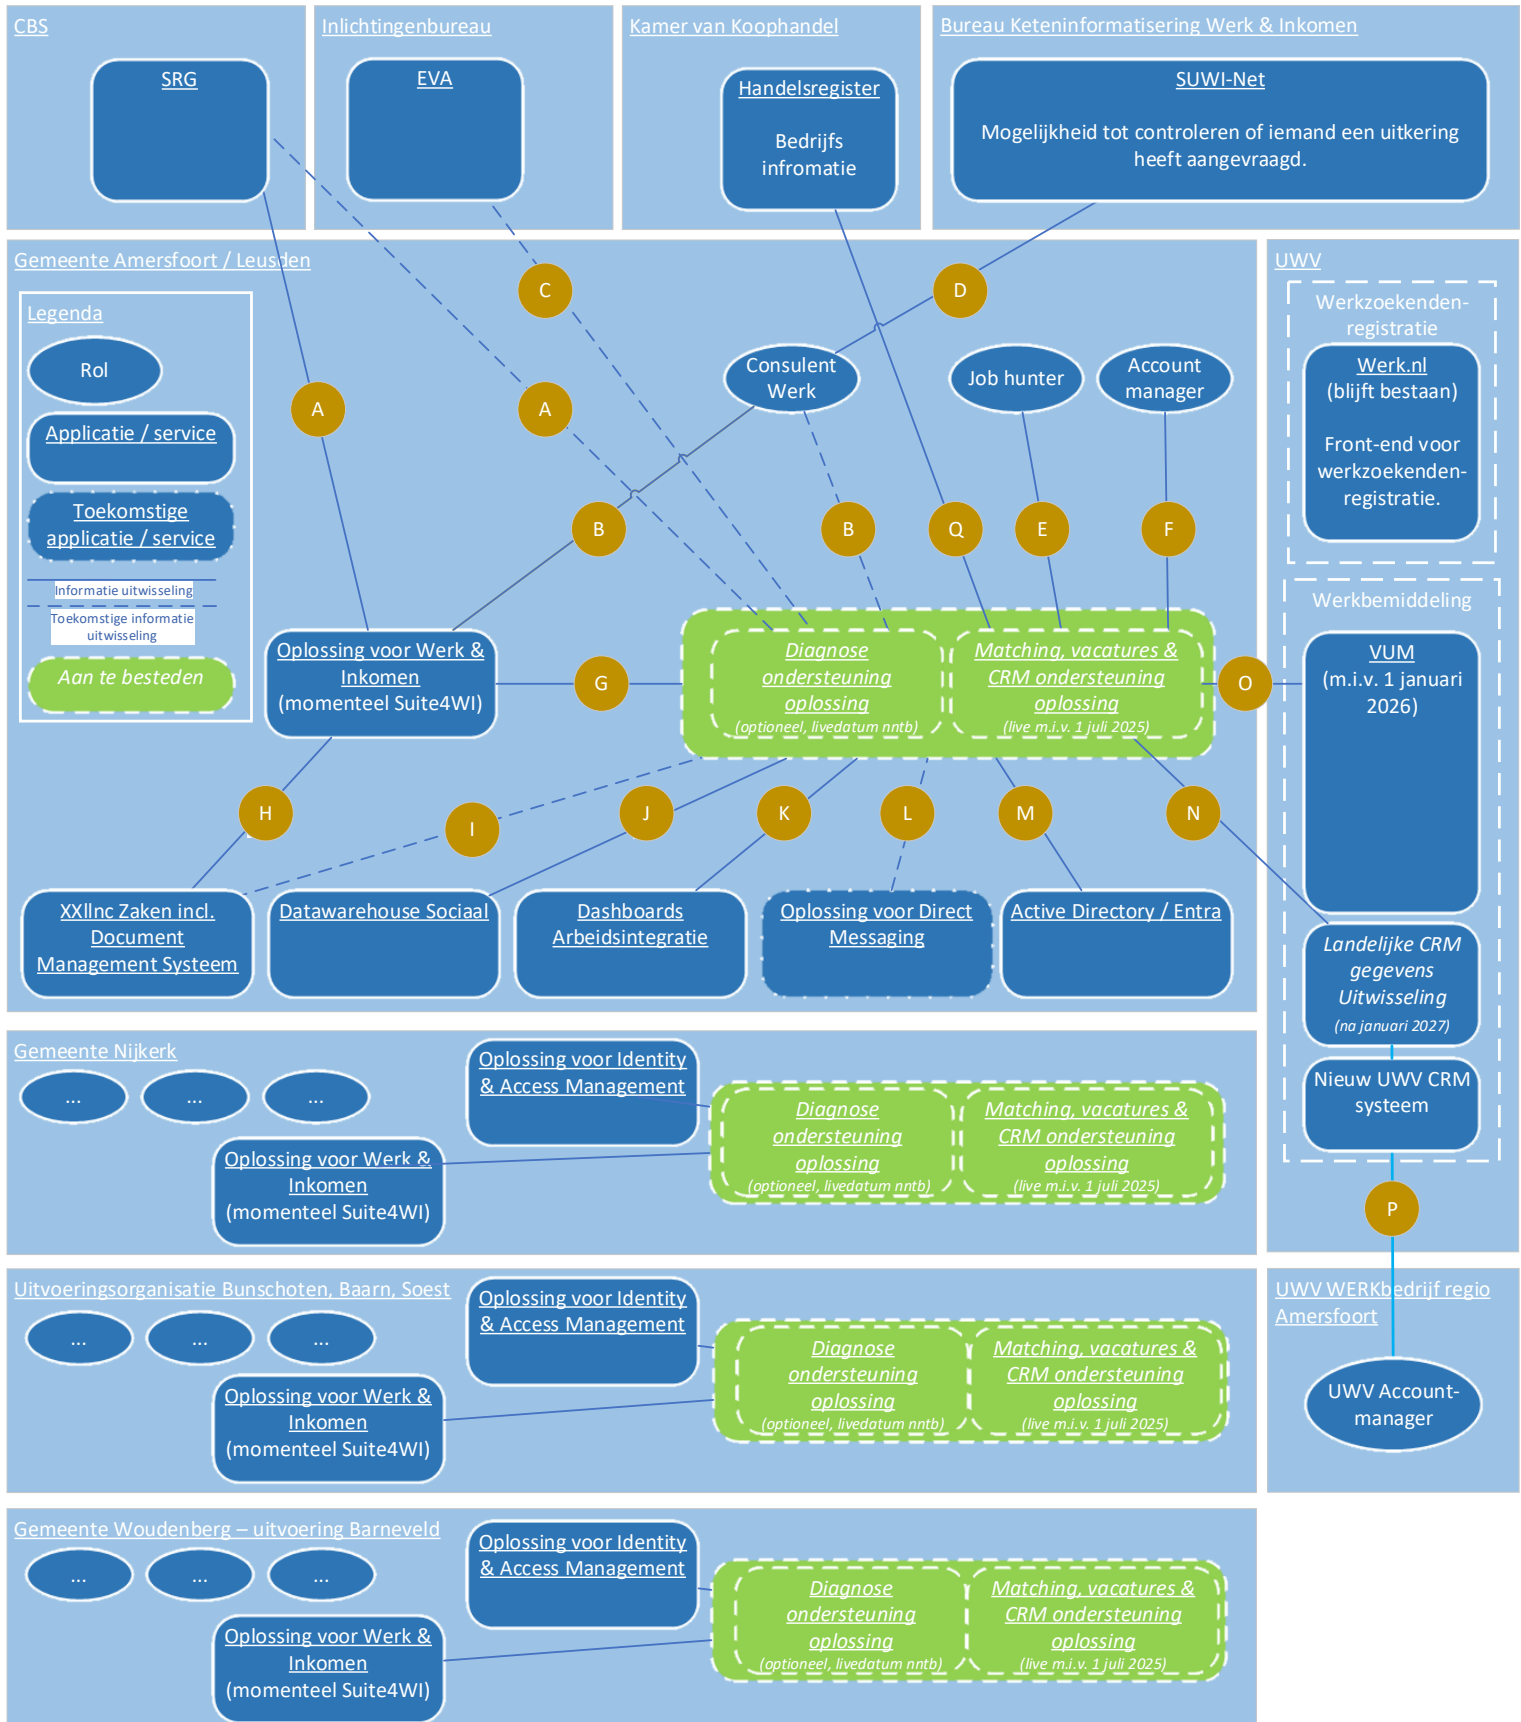 CBS
SRG
Inlichtingenbureau
EVA
Kamer van Koophandel
Handelsregister
Bedrijfs
infromatie
Bureau Keteninformatisering Werk & Inkomen
SUWI-Net
Mogelijkheid tot controleren of iemand een uitkering
heeft aangevraagd.
Gemeente Amersfoort / Leusden
Legenda
Rol
Applicatie / service
Toekomstige
applicatie / service
Informatie uitwisseling
Toekomstige informatie
uitwisseling
Aan te besteden
C
D
A
A
Consulent
Werk
Job hunter
Account
manager
B
B
Q
E
F
Oplossing voor Werk &
Inkomen
(momenteel Suite4WI)
G
Diagnose
ondersteuning
oplossing
(optioneel, livedatum nntb)
Matching, vacatures &
CRM ondersteuning
oplossing
(live m.i.v. 1 juli 2025)
O
H
I
J
K
L
M
N
XXllnc Zaken incl.
Document
Management Systeem
Datawarehouse Sociaal
Dashboards
Arbeidsintegratie
Oplossing voor Direct
Messaging
Active Directory / Entra
UWV
Werkzoekenden-
registratie
Werk.nl
(blijft bestaan)
Front-end voor
werkzoekenden-
registratie.
Werkbemiddeling
VUM
(m.i.v. 1 januari
2026)
Landelijke CRM
gegevens
Uitwisseling
(na januari 2027)
Nieuw UWV CRM
systeem
P
UWV WERKbedrijf regio
Amersfoort
UWV Account-
manager
Gemeente Nijkerk
...
...
...
Oplossing voor Identity
& Access Management
Oplossing voor Werk &
Inkomen
(momenteel Suite4WI)
Diagnose
ondersteuning
oplossing
(optioneel, livedatum nntb)
Matching, vacatures &
CRM ondersteuning
oplossing
(live m.i.v. 1 juli 2025)
Uitvoeringsorganisatie Bunschoten, Baarn, Soest
...
...
...
Oplossing voor Identity
& Access Management
Oplossing voor Werk &
Inkomen
(momenteel Suite4WI)
Diagnose
ondersteuning
oplossing
(optioneel, livedatum nntb)
Matching, vacatures &
CRM ondersteuning
oplossing
(live m.i.v. 1 juli 2025)
Gemeente Woudenberg – uitvoering Barneveld
...
...
...
Oplossing voor Identity
& Access Management
Oplossing voor Werk &
Inkomen
(momenteel Suite4WI)
Diagnose
ondersteuning
oplossing
(optioneel, livedatum nntb)
Matching, vacatures &
CRM ondersteuning
oplossing
(live m.i.v. 1 juli 2025)